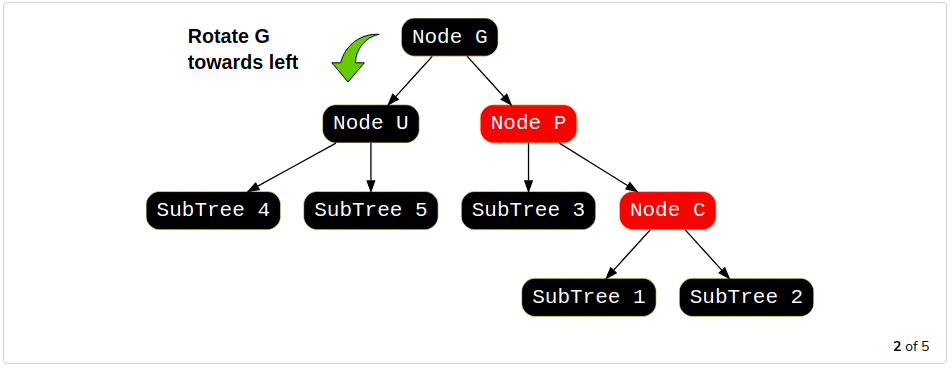 Rotate G
towards left
Node G
Node U
Node P
SubTree 4
SubTree 5
SubTree 3
Node C
SubTree 1
SubTree 2
2 of 5